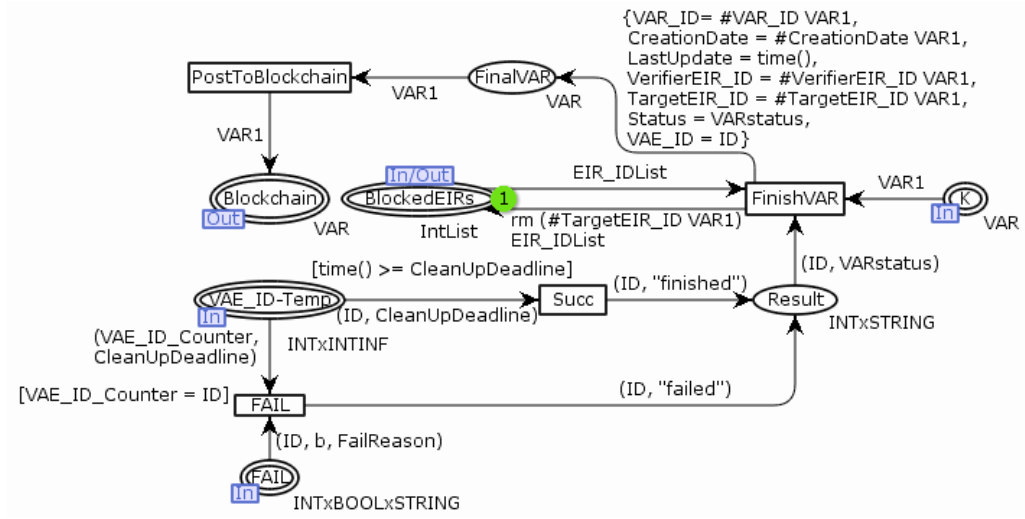 {VAR_ID= #VAR_ID VAR1,
CreationDate = #CreationDate VAR1,
LastUpdate = time(),
VerifierEIR_ID = #VerifierEIR_ID VAR1,
TargetEIR_ID = #TargetEIR_ID VAR1,
Status = VARstatus,
VAE_ID = ID}
PostToBlockchain
VAR1
FinalVAR
VAR
VAR1
Blockchain
Out
VAR
In/Out
BlockedEIRs
1
IntList
EIR_IDList
rm (#TargetEIR_ID VAR1)
EIR_IDList
FinishVAR
VAR1
K
In
VAR
[time() >= CleanUpDeadline]
VAE_ID-Temp
In
(ID, CleanUpDeadline)
INTxINTINF
Succ
(ID, "finished")
Result
(ID, VARstatus)
INTxSTRING
(VAE_ID_Counter,
CleanUpDeadline)
[VAE_ID_Counter = ID]
FAIL
(ID, "failed")
(ID, b, FailReason)
FAIL
In
INTxBOOLxSTRING